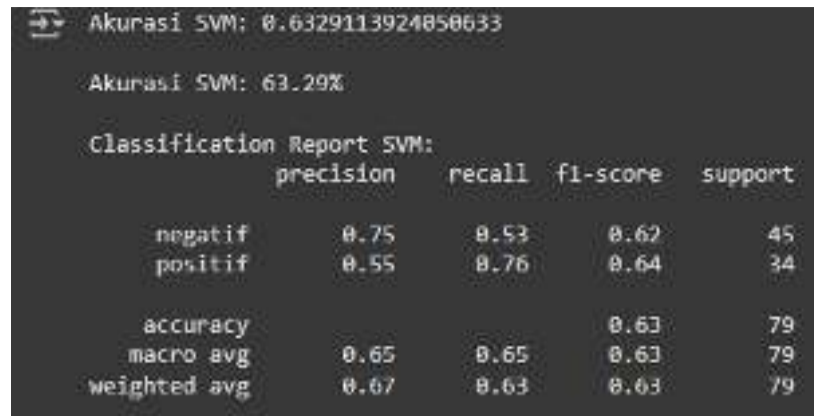 Akurasi SVM: 0.6329113924050633
Akurasi SVM: 63.29%
Classification Report SVM:
precision recall f1-score support
negatif 0.75 0.53 0.62 45
positif 0.55 0.76 0.64 34
accuracy 0.63 79
macro avg 0.65 0.65 0.63 79
weighted avg 0.67 0.63 0.63 79